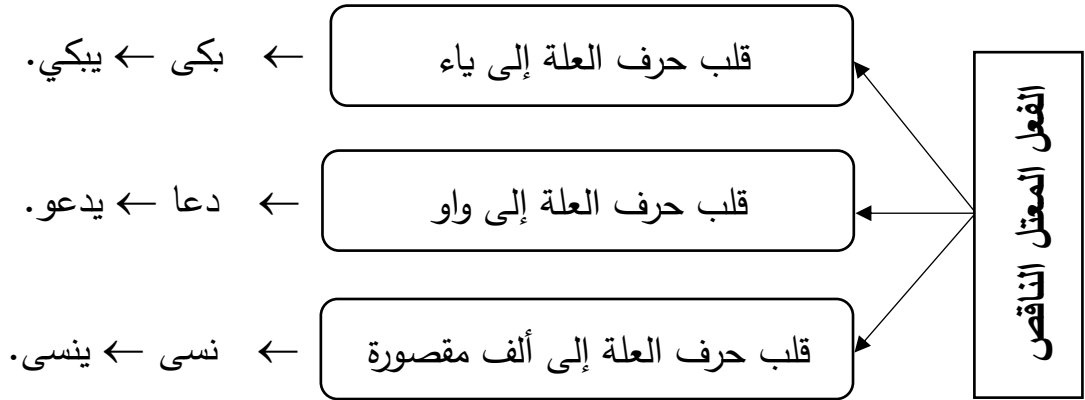 الفعل المعتل الناقص
قلب حرف العلة إلى ياء ← بكى ← يبكي.
قلب حرف العلة إلى واو ← دعا ← يدعو.
قلب حرف العلة إلى ألف مقصورة ← نسى ← ينسى.